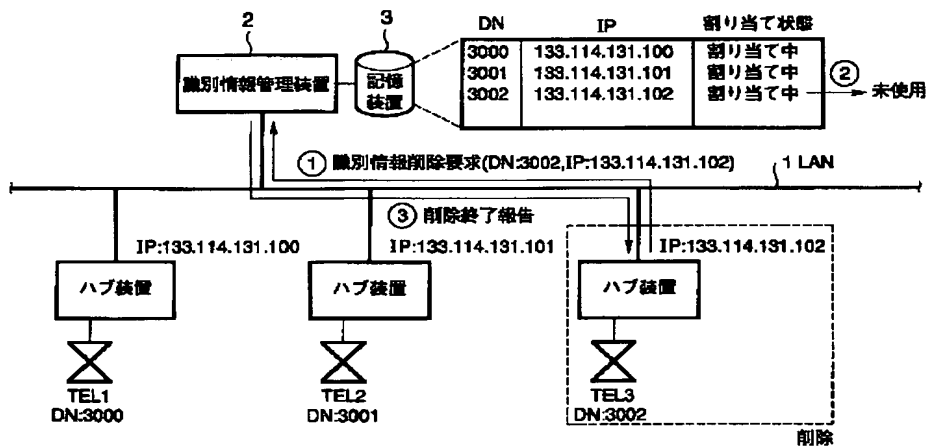 2
3
DN IP 割り当て状態
識別情報管理装置
記憶
装置
3000 133.114.131.100 割り当て中
3001 133.114.131.101 割り当て中
3002 133.114.131.102 割り当て中
② 未使用
① 識別情報削除要求(DN:3002,IP:133.114.131.102)
1 LAN
③ 削除終了報告
IP:133.114.131.100
IP:133.114.131.101
IP:133.114.131.102
ハブ装置
ハブ装置
ハブ装置
TEL1
DN:3000
TEL2
DN:3001
TEL3
DN:3002
削除